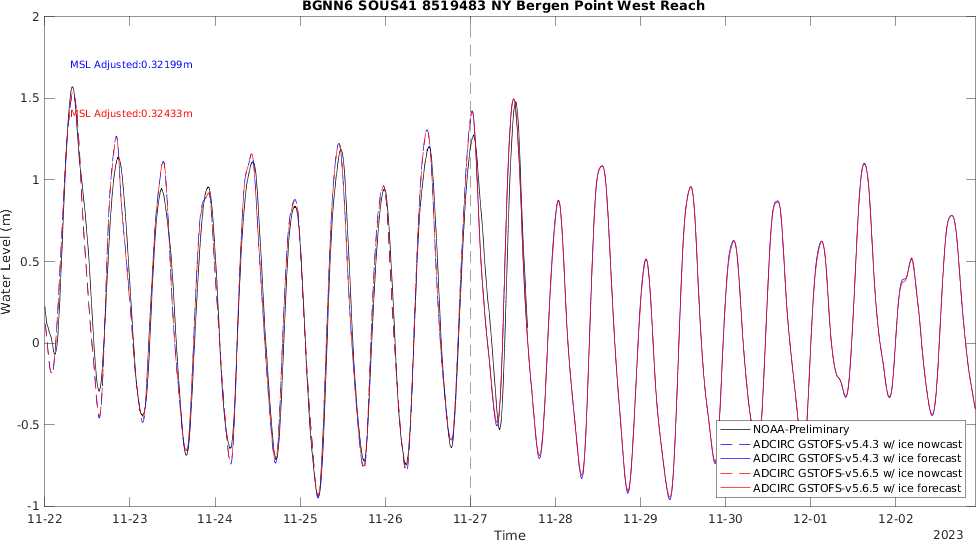 BGNN6 SOUS41 8519483 NY Bergen Point West Reach
2
MSL Adjusted:0.32199m
1.5
MSL Adjusted:0.32433m
1
0.5
0
-0.5
-1
Water Level (m)
NOAA-Preliminary
ADCIRC GSTOFS-v5.4.3 w/ ice nowcast
ADCIRC GSTOFS-v5.4.3 w/ ice forecast
ADCIRC GSTOFS-v5.6.5 w/ ice nowcast
ADCIRC GSTOFS-v5.6.5 w/ ice forecast
11-22 11-23 11-24 11-25 11-26 11-27 11-28 11-29 11-30 12-01 12-02
Time
2023